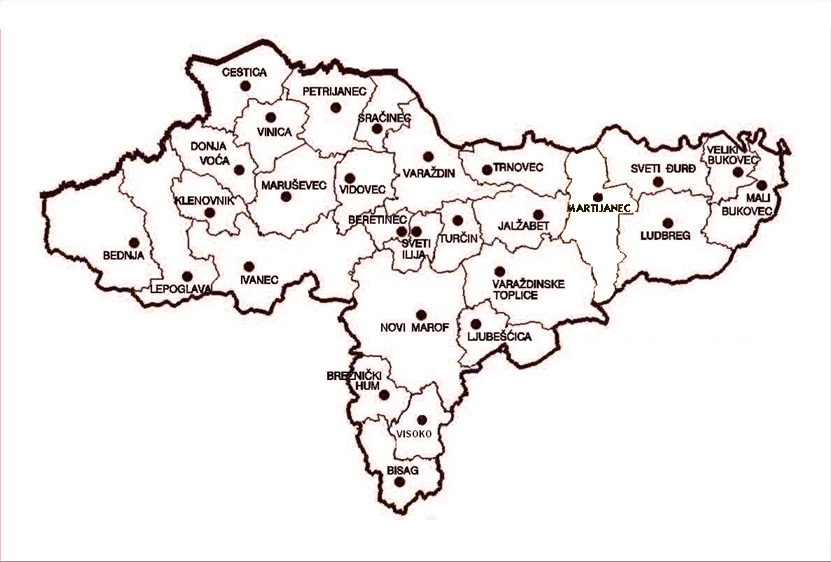 CESTICA
PETRIJANEC
SRAČINEC
VINICA
DONJA
VOĆA
VARAŽDIN
TRNOVEC
SVETI ĐURĐ
VELIKI
BUKOVEC
MARUŠEVEC
VIDOVEC
KLENOVNIK
MALI
BUKOVEC
MARTIJANEC
BERETINEC
SVETI
ILIJA
TURČIN
JALŽABET
LUDBREG
BEDNJA
LEPOGLAVA
IVANEC
VARAŽDINSKE
TOPLICE
NOVI MAROF
LJUBEŠĆICA
BREZNIČKI
HUM
VISOKO
BISAG